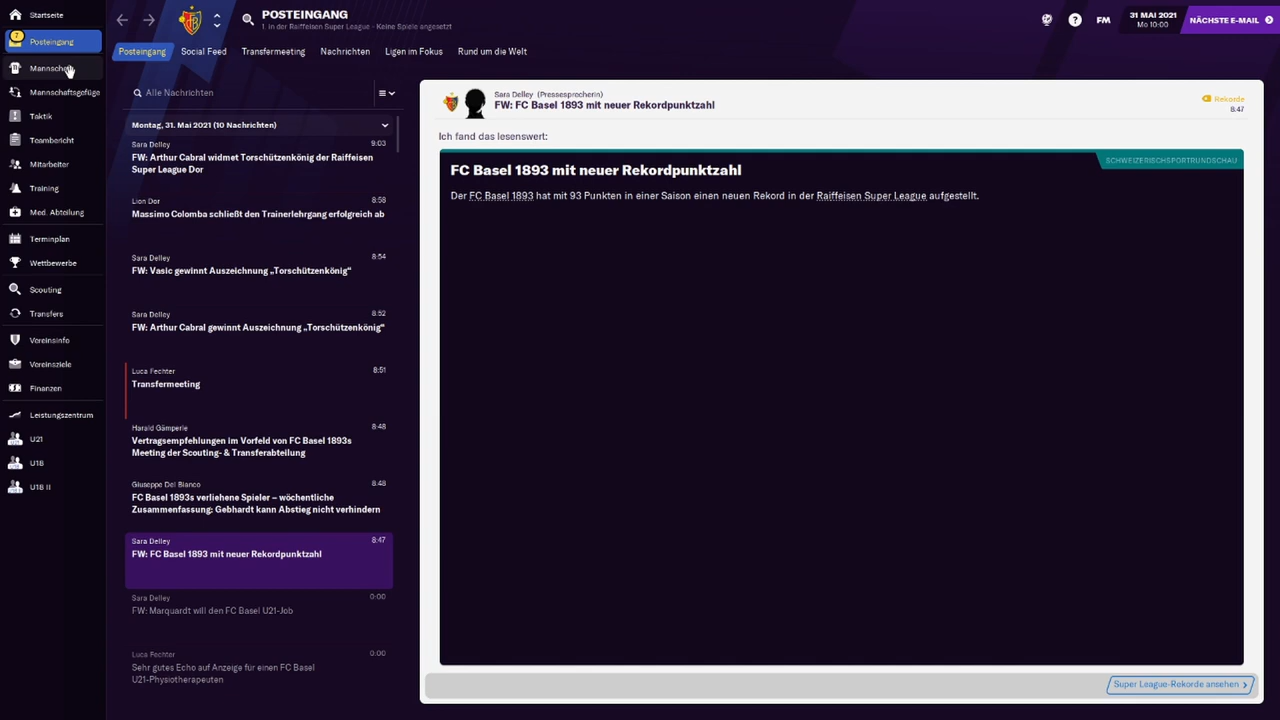 Startseite
7
Posteingang
Mannschaft
Mannschaftsgefüge
Taktik
Teambericht
Mitarbeiter
Training
Med. Abteilung
Terminplan
Wettbewerbe
Scouting
Transfers
Vereinsinfo
Vereinsziele
Finanzen
Leistungszentrum
U21
U18
U18 II
POSTEINGANG
1. in der Raiffeisen Super League - Keine Spiele angesetzt
?
FM
31 MAI 2021
Mo 10:00
NÄCHSTE E-MAIL
Posteingang
Social Feed
Transfermeeting
Nachrichten
Ligen im Fokus
Rund um die Welt
Alle Nachrichten
Montag, 31. Mai 2021 (10 Nachrichten)
Sara Delley 9:03
FW: Arthur Cabral widmet Torschützenkönig der Raiffeisen
Super League Dor
Lion Dor 8:58
Massimo Colomba schließt den Trainerlehrgang erfolgreich ab
Sara Delley 8:54
FW: Vasic gewinnt Auszeichnung „Torschützenkönig“
Sara Delley 8:52
FW: Arthur Cabral gewinnt Auszeichnung „Torschützenkönig“
Luca Fechter 8:51
Transfermeeting
Harald Gämperle 8:48
Vertragsempfehlungen im Vorfeld von FC Basel 1893s
Meeting der Scouting- & Transferabteilung
Giuseppe Del Bianco 8:48
FC Basel 1893s verliehene Spieler – wöchentliche
Zusammenfassung: Gebhardt kann Abstieg nicht verhindern
Sara Delley 8:47
FW: FC Basel 1893 mit neuer Rekordpunktzahl
Sara Delley 0:00
FW: Marquardt will den FC Basel U21-Job
Luca Fechter 0:00
Sehr gutes Echo auf Anzeige für einen FC Basel
U21-Physiotherapeuten
Sara Delley (Pressesprecherin)
FW: FC Basel 1893 mit neuer Rekordpunktzahl
Rekorde
8:47
Ich fand das lesenswert:
SCHWEIZERISCHSPORTRUNDSCHAU
FC Basel 1893 mit neuer Rekordpunktzahl
Der FC Basel 1893 hat mit 93 Punkten in einer Saison einen neuen Rekord in der Raiffeisen Super League aufgestellt.
Super League-Rekorde ansehen